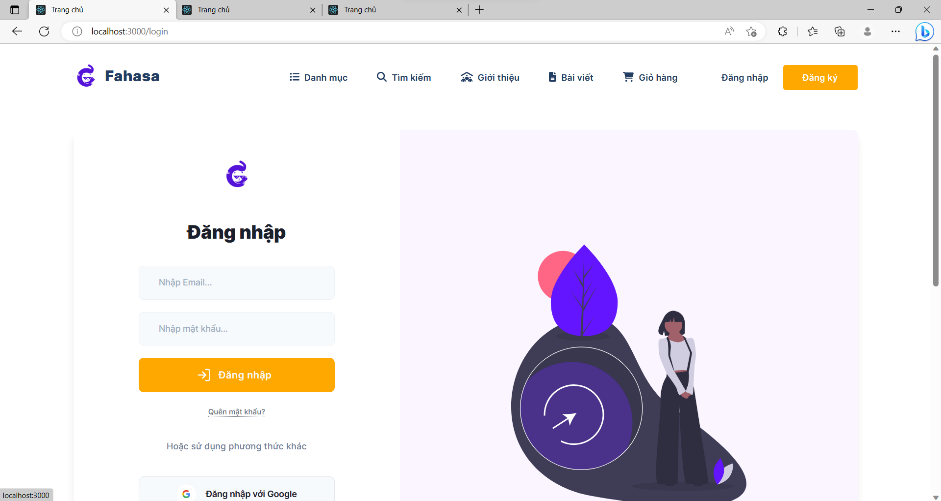 Trang chủ
Trang chủ
Trang chủ
localhost:3000/login
Fahasa
Danh mục
Tìm kiếm
Giới thiệu
Bài viết
Giỏ hàng
Đăng nhập
Đăng ký
Đăng nhập
Nhập Email...
Nhập mật khẩu...
Đăng nhập
Quên mật khẩu?
Hoặc sử dụng phương thức khác
Đăng nhập với Google
localhost:3000